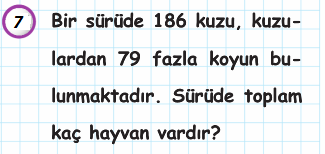 7 Bir sürüde 186 kuzu, kuzu-
lardan 79 fazla koyun bu-
lunmaktadır. Sürüde toplam
kaç hayvan vardır?